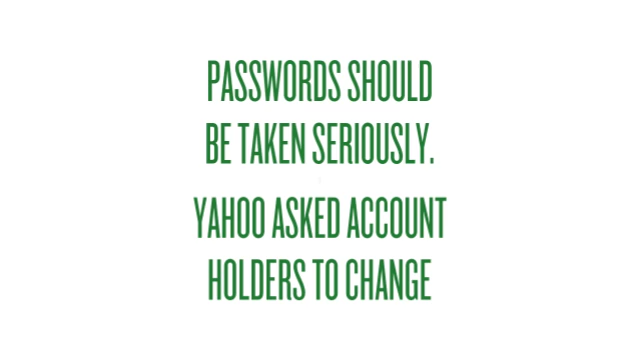 PASSWORDS SHOULD
BE TAKEN SERIOUSLY.
YAHOO ASKED ACCOUNT
HOLDERS TO CHANGE